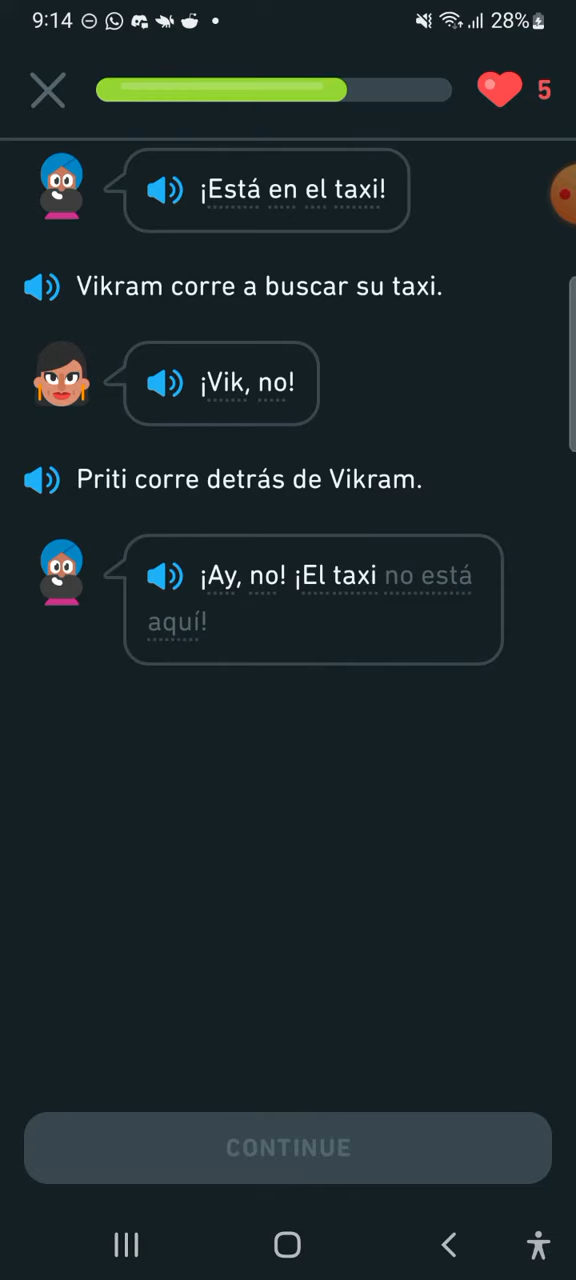 9:14
28%
5
¡Está en el taxi!
Vikram corre a buscar su taxi.
¡Vik, no!
Priti corre detrás de Vikram.
¡Ay, no! ¡El taxi no está
aquí!
CONTINUE